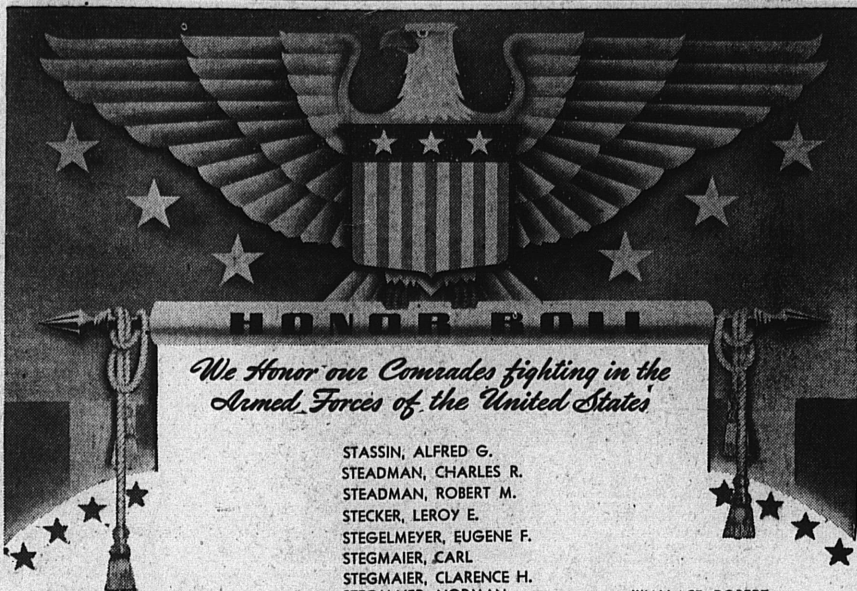 HONOR ROLL
We Honor our Comrades fighting in the
Armed Forces of the United States
STASSIN, ALFRED G.
STEADMAN, CHARLES R.
STEADMAN, ROBERT M.
STECKER, LEROY E.
STEGELMEYER, EUGENE F.
STEGMAIER, CARL
STEGMAIER, CLARENCE H.